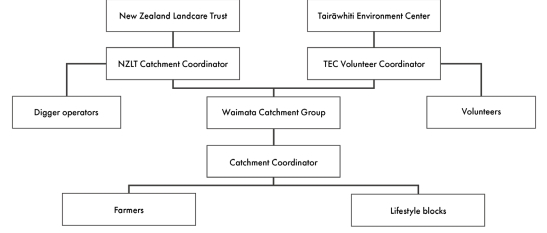 New Zealand Landcare Trust
Tairāwhiti Environment Center
NZLT Catchment Coordinator
TEC Volunteer Coordinator
Digger operators
Waimata Catchment Group
Volunteers
Catchment Coordinator
Farmers
Lifestyle blocks